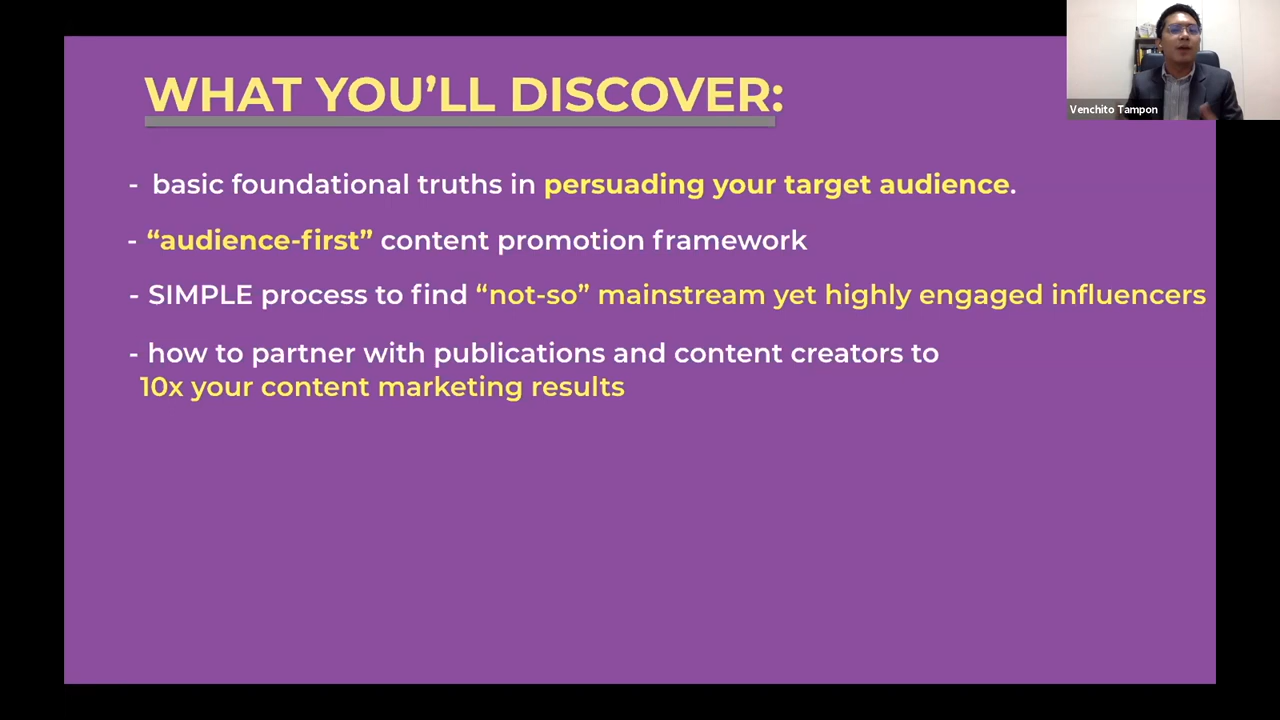 WHAT YOU’LL DISCOVER:
Venchito Tampon
- basic foundational truths in persuading your target audience.
- “audience-first” content promotion framework
- SIMPLE process to find “not-so” mainstream yet highly engaged influencers
- how to partner with publications and content creators to
10x your content marketing results